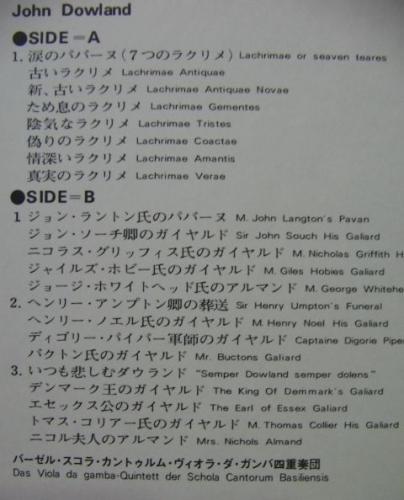 John Dowland
●SIDE=A
1. 涙のパバーヌ(7つのラクリメ) Lachrimae or seaven teares
古いラクリメ Lachrimae Antiquae
新、古いラクリメ Lachrimae Antiquae Novae
ため息のラクリメ Lachrimae Gementes
陰気なラクリメ Lachrimae Tristes
偽りのラクリメ Lachrimae Coactae
情深いラクリメ Lachrimae Amantis
真実のラクリメ Lachrimae Verae
●SIDE=B
1 ジョン・ラントン氏のパバーヌ M. John Langton's Pavan
ジョン・ソーチ卿のガイヤルド Sir John Souch His Galiard
ニコラス・グリッフィス氏のガイヤルド M. Nicholas Griffith H
ジャイルズ・ホビー氏のガイヤルド M. Giles Hobies Galiard
ジョージ・ホワイトヘッド氏のアルマンド M. George Whitehe
2. ヘンリー・アンプトン卿の葬送 Sir Henry Umpton's Funeral
ヘンリー・ノエル氏のガイヤルド M. Henry Noel His Galiard
ディゴリー・パイパー軍師のガイヤルド Captaine Digorie Pipe
バクトン氏のガイヤルド Mr. Buctons Galiard
3. いつも悲しむダウランド "Semper Dowland semper dolens"
デンマーク王のガイヤルド The King Of Demmark's Galiard
エセックス公のガイヤルド The Earl of Essex Galiard
トマス・コリアー氏のガイヤルド M. Thomas Collier His Galiard
ニコル夫人のアルマンド Mrs. Nichols Almand
バーゼル・スコラ・カントゥルム・ヴィオラ・ダ・ガンバ四重奏団
Das Viola da gamba-Quintett der Schola Cantorum Basiliensis